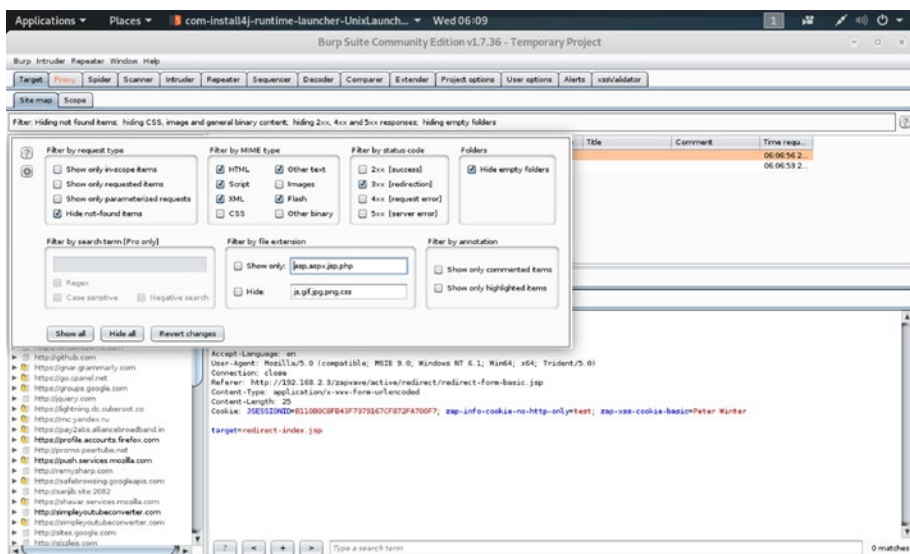 Applications Places com-install4j-runtime-launcher-UnixLaunch... Wed 06:09 1
Burp Suite Community Edition v1.7.36 - Temporary Project
Burp Intruder Repeater Window Help
Target Proxy Spider Scanner Intruder Repeater Sequencer Decoder Comparer Extender Project options User options Alerts xssValidator
Site map Scope
Filter: Hiding not found items; hiding CSS, image and general binary content; hiding 2xx, 4xx and 5xx responses; hiding empty folders ?
Title Comment Time requ...
06:06:56 2...
06:06:53 2...
?
Filter by request type
Show only in-scope items
Show only requested items
Show only parameterized requests
Hide not-found items
Filter by MIME type
HTML Other text
Script Images
XML Flash
CSS Other binary
Filter by status code
2xx [success]
3xx [redirection]
4xx [request error]
5xx [server error]
Folders
Hide empty folders
Filter by search term [Pro only]
Regex
Case sensitive Negative search
Filter by file extension
Show only: asp,aspx,jsp,php
Hide: js,gif,jpg,png,css
Filter by annotation
Show only commented items
Show only highlighted items
Show all Hide all Revert changes
http://github.com
https://gnar.grammarly.com
https://go.cpanel.net
https://groups.google.com
http://jquery.com
https://lightning.dc.cuberoot.co
https://mc.yandex.ru
https://pay2abs.alliancebroadband.in
https://profile.accounts.firefox.com
http://promo.peertube.net
https://push.services.mozilla.com
http://remysharp.com
https://safebrowsing.googleapis.com
http://sanjib.site:2082
https://shavar.services.mozilla.com
http://simpleyoutubeconverter.com
https://simpleyoutubeconverter.com
http://sites.google.com
http://sizzlejs.com
Accept-Language: en
User-Agent: Mozilla/5.0 (compatible; MSIE 9.0; Windows NT 6.1; Win64; x64; Trident/5.0)
Connection: close
Referer: http://192.168.2.3/zapwave/active/redirect/redirect-form-basic.jsp
Content-Type: application/x-www-form-urlencoded
Content-Length: 25
zap-info-cookie-no-http-only=test; zap-xss-cookie-basic=Peter Winter
target=redirect-index.jsp
? < + > Type a search term 0 matches